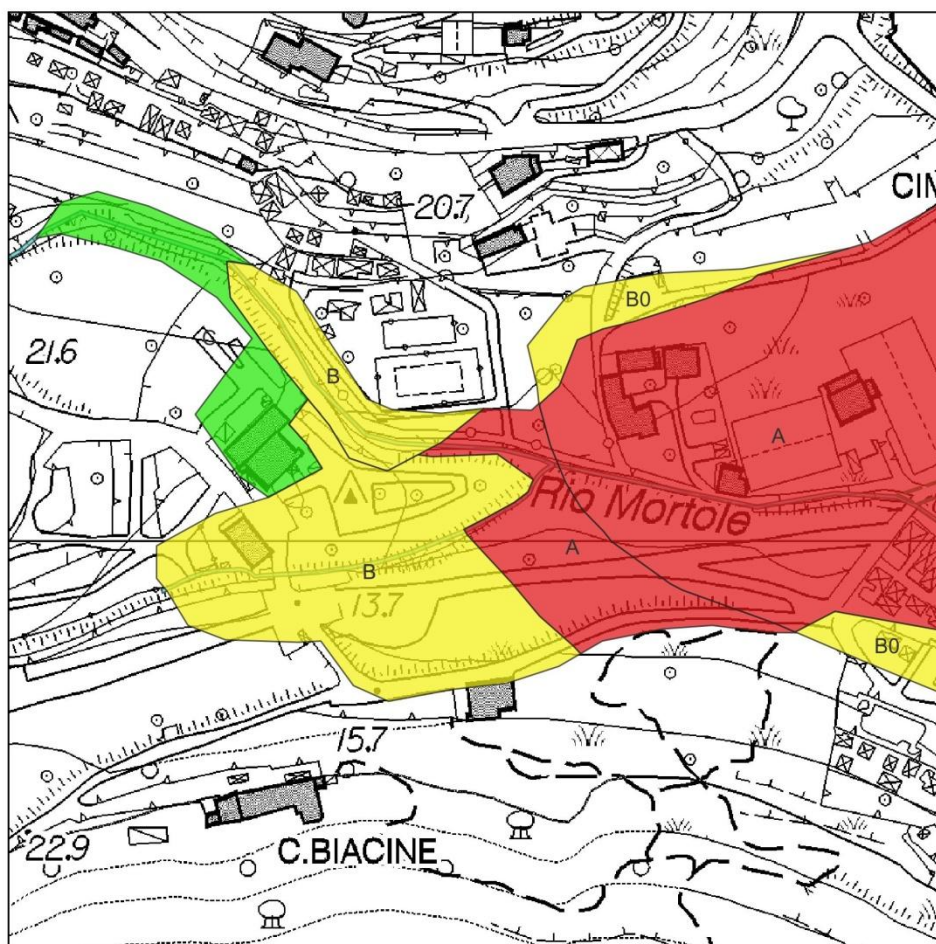 CIM
20.7
B0
21.6
B
A
Rio Mortole
A
B
13.7
B0
15.7
C.BIACINE
22.9